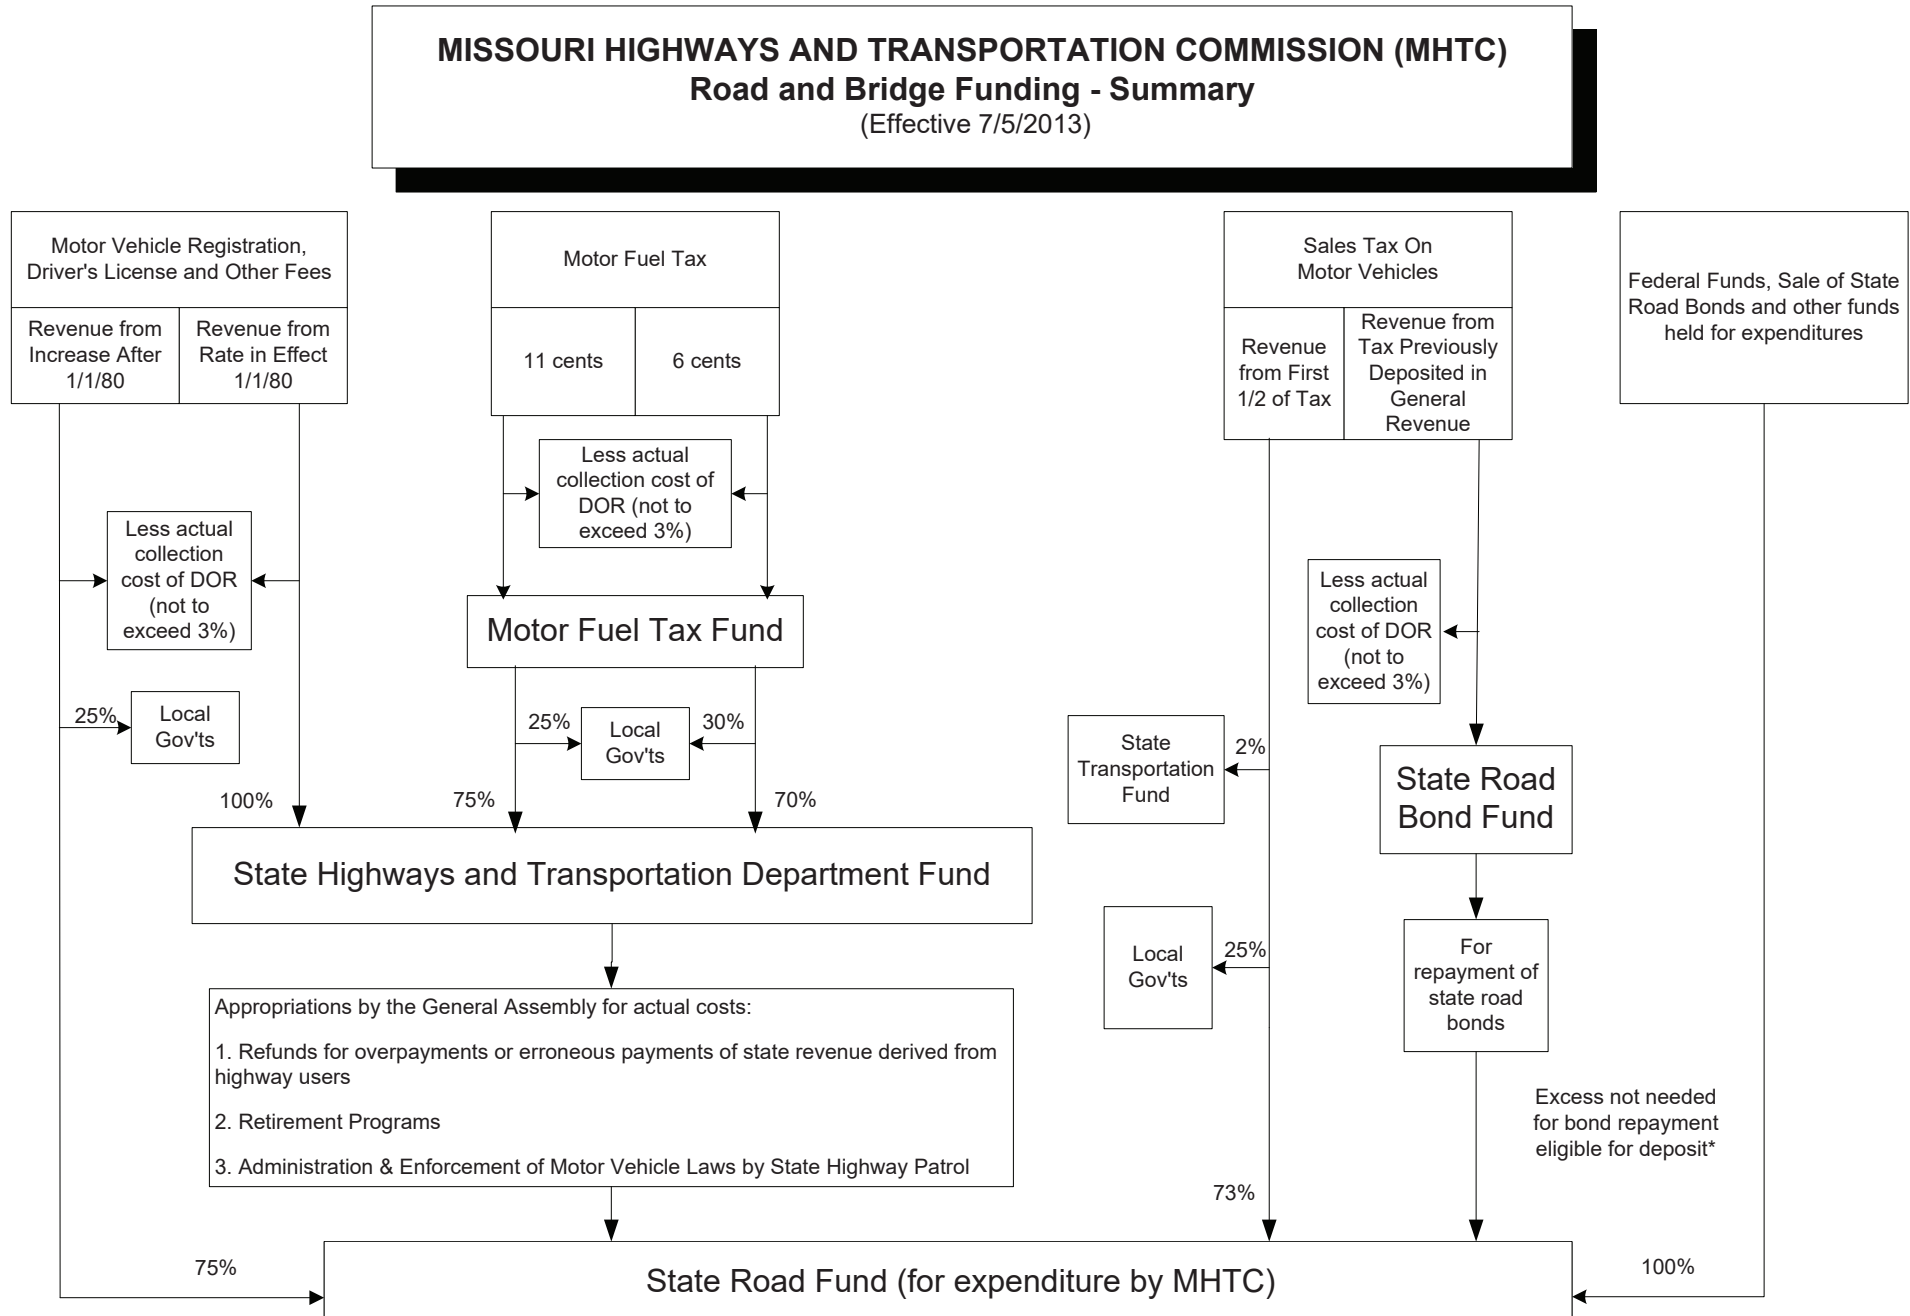 MISSOURI HIGHWAYS AND TRANSPORTATION COMMISSION (MHTC)
Road and Bridge Funding - Summary
(Effective 7/5/2013)
Motor Vehicle Registration,
Driver's License and Other Fees
Revenue from
Increase After
1/1/80
Revenue from
Rate in Effect
1/1/80
Motor Fuel Tax
11 cents
6 cents
Sales Tax On
Motor Vehicles
Revenue
from First
1/2 of Tax
Revenue from
Tax Previously
Deposited in
General
Revenue
Federal Funds, Sale of State
Road Bonds and other funds
held for expenditures
Less actual
collection
cost of DOR
(not to
exceed 3%)
Less actual
collection cost of
DOR (not to
exceed 3%)
Less actual
collection
cost of DOR
(not to
exceed 3%)
Motor Fuel Tax Fund
25%
Local
Gov'ts
25%
Local
Gov'ts
30%
State
Transportation
Fund
2%
State Road
Bond Fund
100%
75%
70%
State Highways and Transportation Department Fund
Local
Gov'ts
25%
For
repayment of
state road
bonds
Appropriations by the General Assembly for actual costs:
1. Refunds for overpayments or erroneous payments of state revenue derived from
highway users
2. Retirement Programs
3. Administration & Enforcement of Motor Vehicle Laws by State Highway Patrol
Excess not needed
for bond repayment
eligible for deposit*
73%
75%
State Road Fund (for expenditure by MHTC)
100%